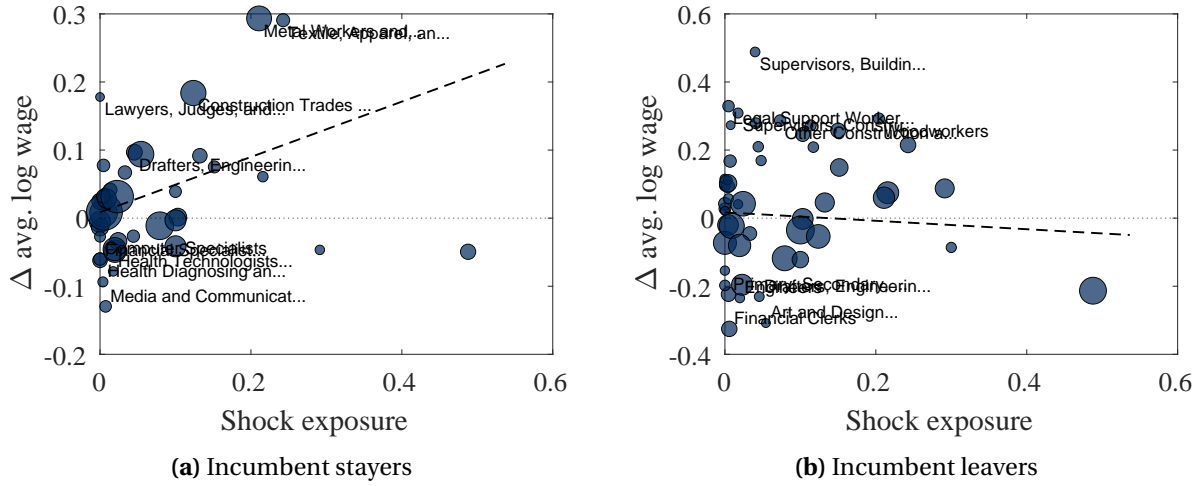 0.3
0.2
0.1
0
-0.1
-0.2
0
0.2
0.4
0.6
Δ avg. log wage
Shock exposure
Metal Workers and,...
Textile, Apparel, an...
Construction Trades ...
Lawyers, Judges, and...
Drafters, Engineerin...
Computer Specialists
Financial Specialist...
Health Technologists...
Health Diagnosing an...
Media and Communicat...
(a) Incumbent stayers
0.6
0.4
0.2
0
-0.2
-0.4
0
0.2
0.4
0.6
Δ avg. log wage
Shock exposure
Supervisors, Buildin...
Legal Support Worker...
Supervisors, Constru...
Other Construction a...
Woodworkers
Primary, Secondary, ...
Engineers
Drafters, Engineerin...
Art and Design...
Financial Clerks
(b) Incumbent leavers